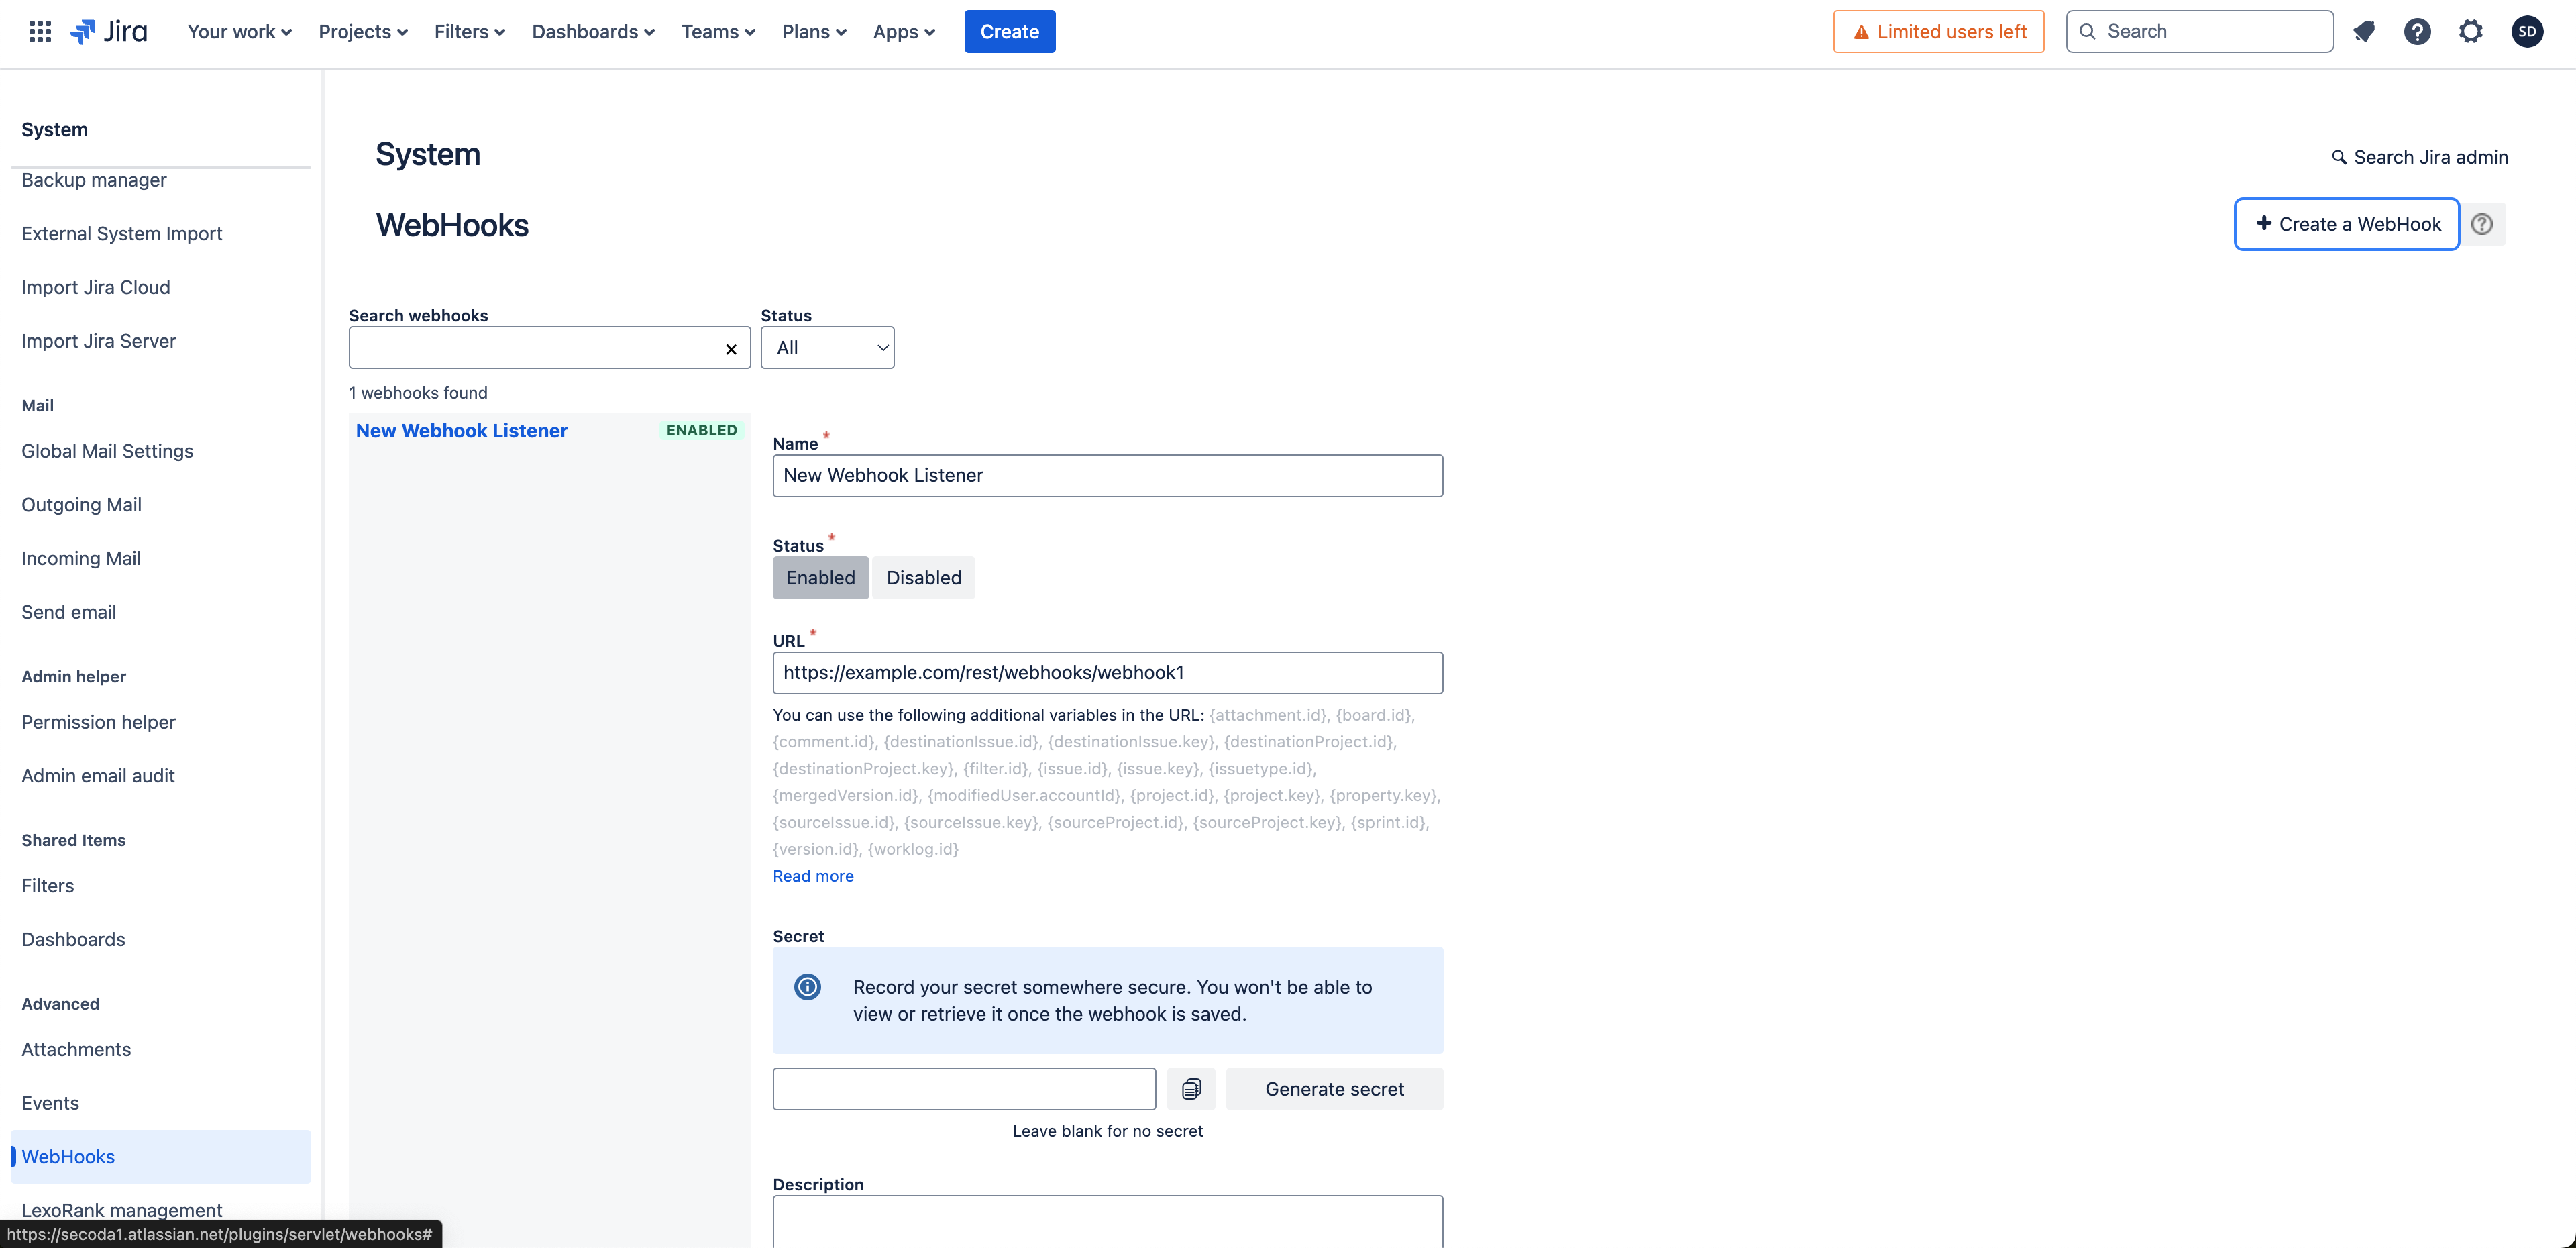 Jira
Your work
Projects
Filters
Dashboards
Teams
Plans
Apps
Create
Limited users left
Search
SD
System
Backup manager
External System Import
Import Jira Cloud
Import Jira Server
Mail
Global Mail Settings
Outgoing Mail
Incoming Mail
Send email
Admin helper
Permission helper
Admin email audit
Shared Items
Filters
Dashboards
Advanced
Attachments
Events
WebHooks
LexoRank management
https://secoda1.atlassian.net/plugins/servlet/webhooks#
System
Search Jira admin
WebHooks
+ Create a WebHook
Search webhooks
Status
All
1 webhooks found
New Webhook Listener ENABLED
Name *
New Webhook Listener
Status *
Enabled Disabled
URL *
https://example.com/rest/webhooks/webhook1
You can use the following additional variables in the URL: {attachment.id}, {board.id},
{comment.id}, {destinationIssue.id}, {destinationIssue.key}, {destinationProject.id},
{destinationProject.key}, {filter.id}, {issue.id}, {issue.key}, {issuetype.id},
{mergedVersion.id}, {modifiedUser.accountId}, {project.id}, {project.key}, {property.key},
{sourceIssue.id}, {sourceIssue.key}, {sourceProject.id}, {sourceProject.key}, {sprint.id},
{version.id}, {worklog.id}
Read more
Secret
Record your secret somewhere secure. You won't be able to
view or retrieve it once the webhook is saved.
Generate secret
Leave blank for no secret
Description